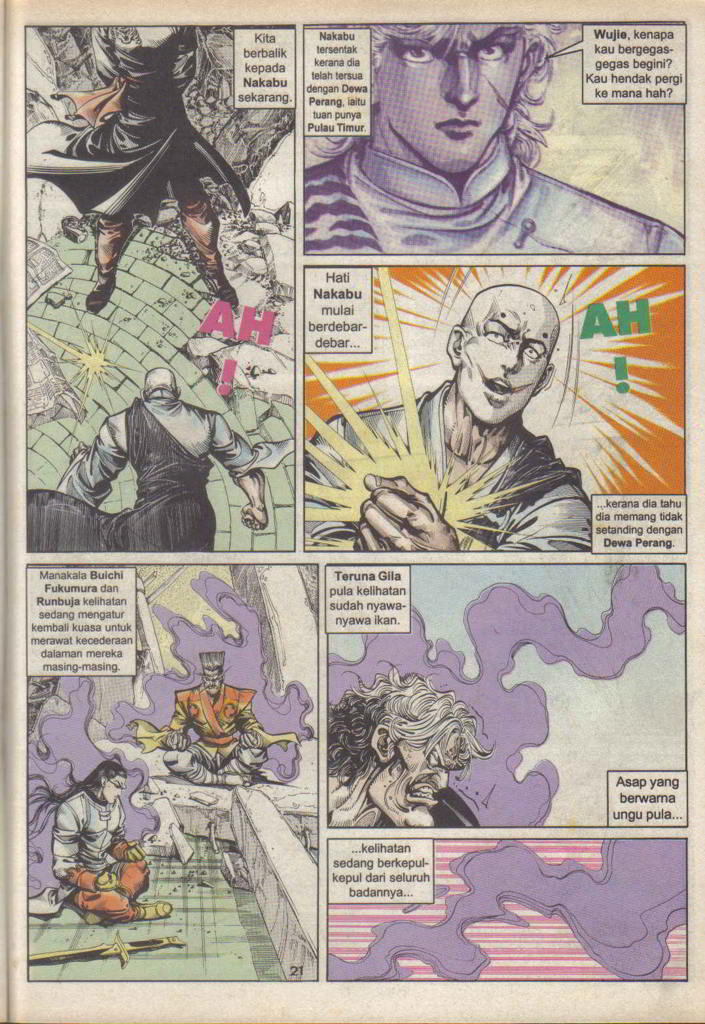 Kita
berbalik
kepada
Nakabu
sekarang.
AH
!
Nakabu
tersentak
kerana dia
telah tersua
dengan Dewa
Perang, iaitu
tuan punya
Pulau Timur.
Wujie, kenapa
kau bergegas-
gegas begini?
Kau hendak pergi
ke mana hah?
Hati
Nakabu
mulai
berdebar-
debar...
AH
!
...kerana dia tahu
dia memang tidak
setanding dengan
Dewa Perang.
Manakala Buichi
Fukumura dan
Runbuja kelihatan
sedang mengatur
kembali kuasa untuk
merawat kecederaan
dalaman mereka
masing-masing.
21
Teruna Gila
pula kelihatan
sudah nyawa-
nyawa ikan.
Asap yang
berwarna
ungu pula...
...kelihatan
sedang berkepul-
kepul dari seluruh
badannya...